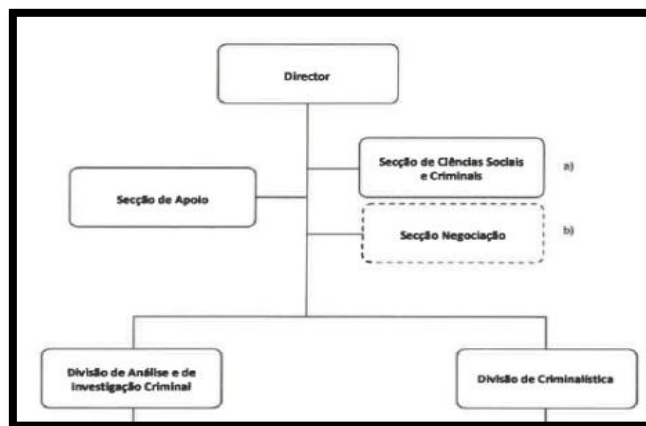 Director
Secção de Ciências Sociais
e Criminais
a)
Secção de Apoio
Secção Negociação
b)
Divisão de Análise e de
Investigação Criminal
Divisão de Criminalística